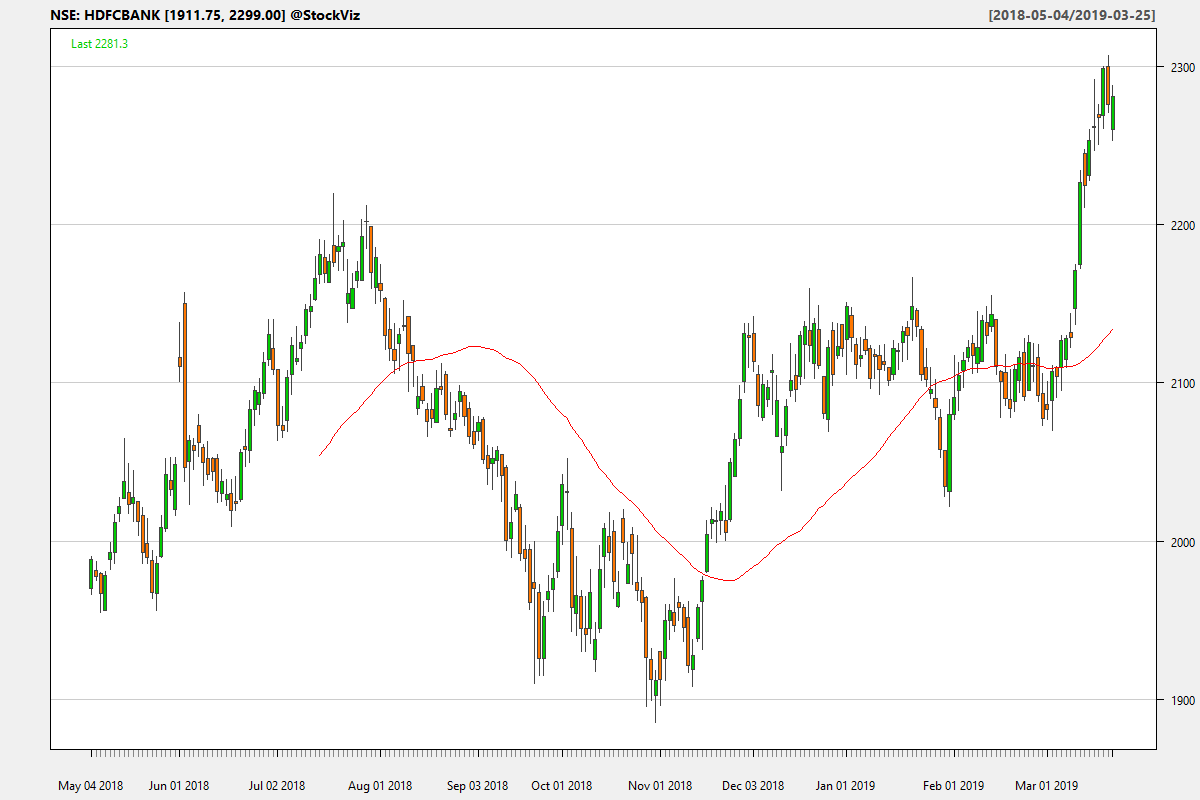 NSE: HDFCBANK [1911.75, 2299.00] @StockViz [2018-05-04/2019-03-25]
Last 2281.3
2300
2200
2100
2000
1900
May 04 2018 Jun 01 2018 Jul 02 2018 Aug 01 2018 Sep 03 2018 Oct 01 2018 Nov 01 2018 Dec 03 2018 Jan 01 2019 Feb 01 2019 Mar 01 2019